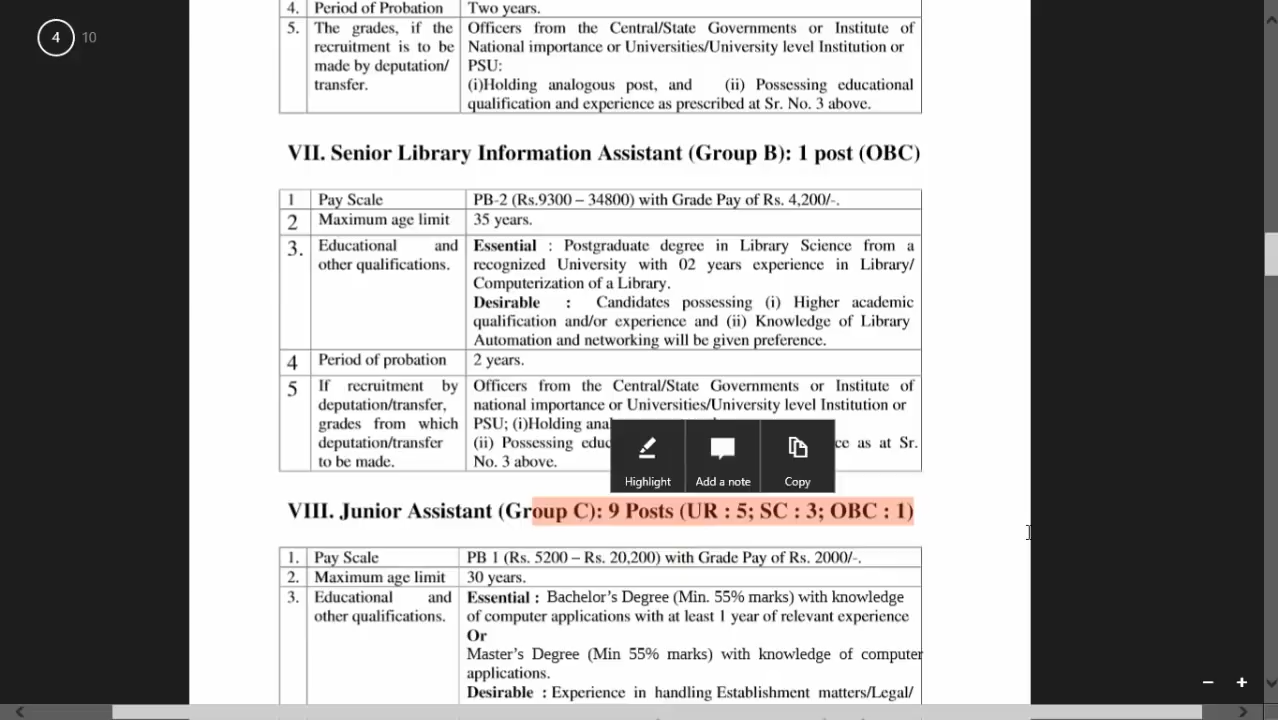 4 10
4. Period of Probation Two years.
5. The grades, if the recruitment is to be made by deputation/ transfer.
Officers from the Central/State Governments or Institute of
National importance or Universities/University level Institution or
PSU:
(i)Holding analogous post, and (ii) Possessing educational
qualification and experience as prescribed at Sr. No. 3 above.
VII. Senior Library Information Assistant (Group B): 1 post (OBC)
1 Pay Scale PB-2 (Rs.9300 – 34800) with Grade Pay of Rs. 4,200/-.
2 Maximum age limit 35 years.
3. Educational and other qualifications.
Essential : Postgraduate degree in Library Science from a
recognized University with 02 years experience in Library/
Computerization of a Library.
Desirable : Candidates possessing (i) Higher academic
qualification and/or experience and (ii) Knowledge of Library
Automation and networking will be given preference.
4 Period of probation 2 years.
5 If recruitment by deputation/transfer, grades from which deputation/transfer to be made.
Officers from the Central/State Governments or Institute of
national importance or Universities/University level Institution or
PSU; (i)Holding
(ii) Possessing as at Sr.
No. 3 above.
Highlight Add a note Copy
VIII. Junior Assistant (Group C): 9 Posts (UR : 5; SC : 3; OBC : 1)
1. Pay Scale PB 1 (Rs. 5200 – Rs. 20,200) with Grade Pay of Rs. 2000/-.
2. Maximum age limit 30 years.
3. Educational and other qualifications.
Essential : Bachelor's Degree (Min. 55% marks) with knowledge
of computer applications with at least 1 year of relevant experience
Or
Master's Degree (Min 55% marks) with knowledge of computer
applications.
Desirable : Experience in handling Establishment matters/Legal/